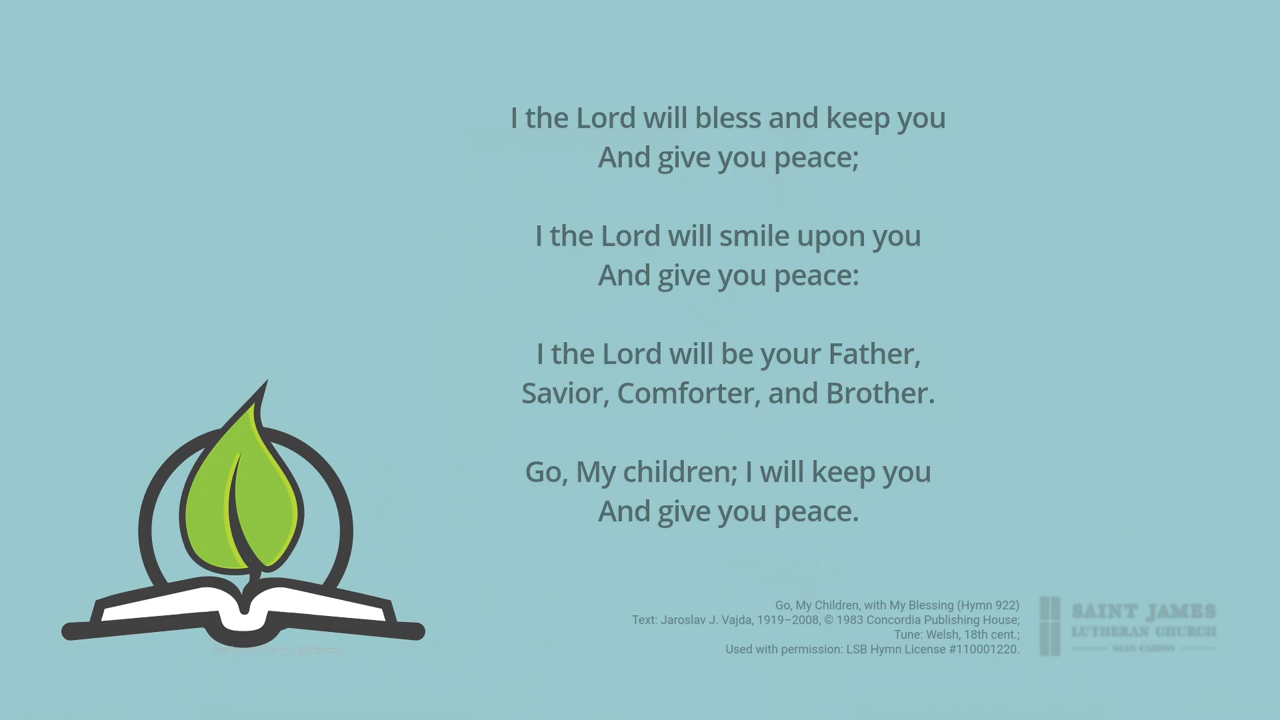 I the Lord will bless and keep you
And give you peace;
I the Lord will smile upon you
And give you peace:
I the Lord will be your Father,
Savior, Comforter, and Brother.
Go, My children; I will keep you
And give you peace.
Go, My Children, with My Blessing (Hymn 922)
Text: Jaroslav J. Vajda, 1919–2008, © 1983 Concordia Publishing House;
Tune: Welsh, 18th cent.;
Used with permission: LSB Hymn License #110001220.
SAINT JAMES
LUTHERAN CHURCH
GLEN CARBON